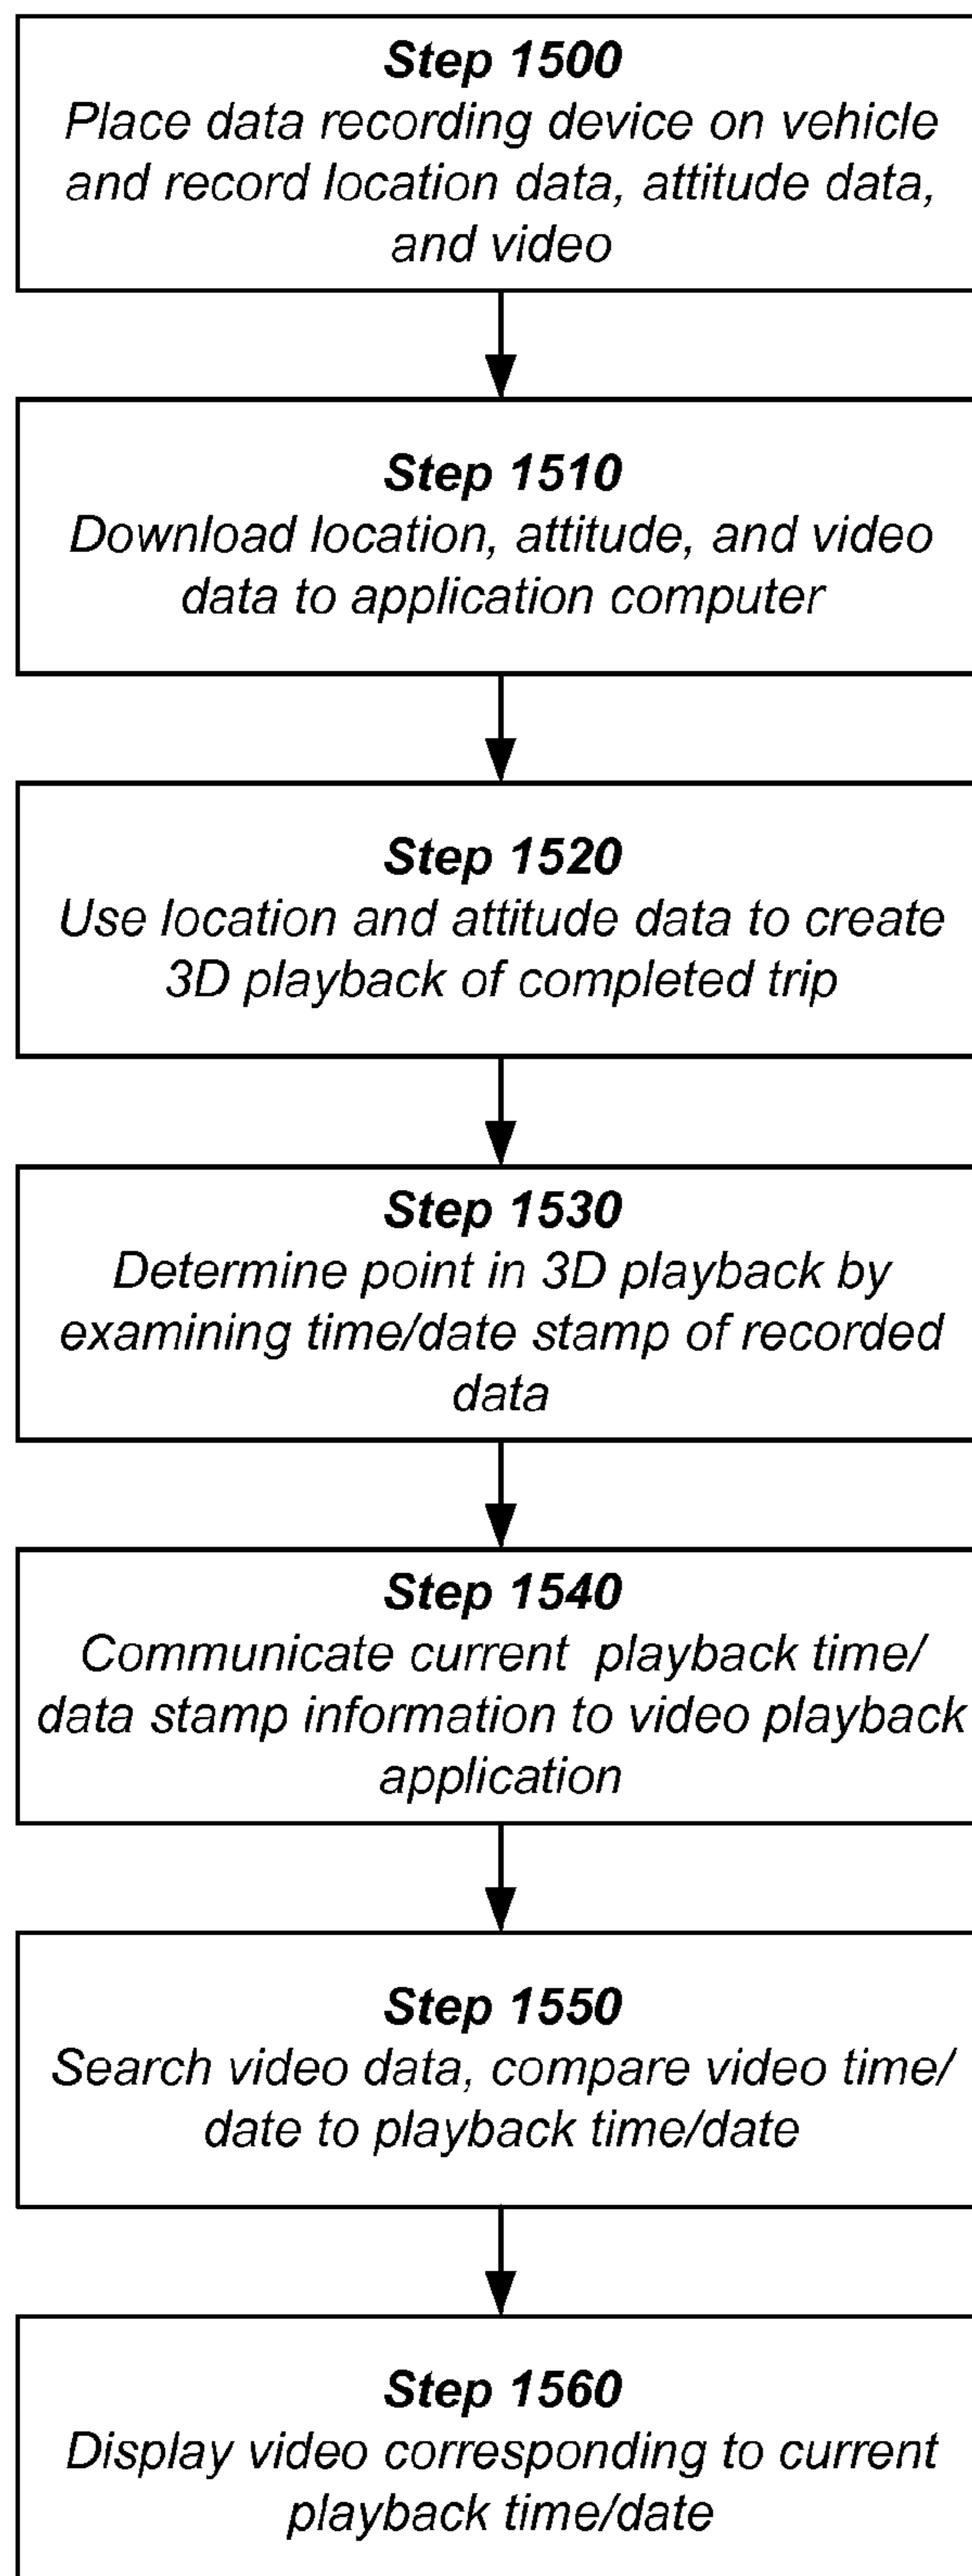 Step 1500
Place data recording device on vehicle
and record location data, attitude data,
and video
Step 1510
Download location, attitude, and video
data to application computer
Step 1520
Use location and attitude data to create
3D playback of completed trip
Step 1530
Determine point in 3D playback by
examining time/date stamp of recorded
data
Step 1540
Communicate current playback time/
data stamp information to video playback
application
Step 1550
Search video data, compare video time/
date to playback time/date
Step 1560
Display video corresponding to current
playback time/date